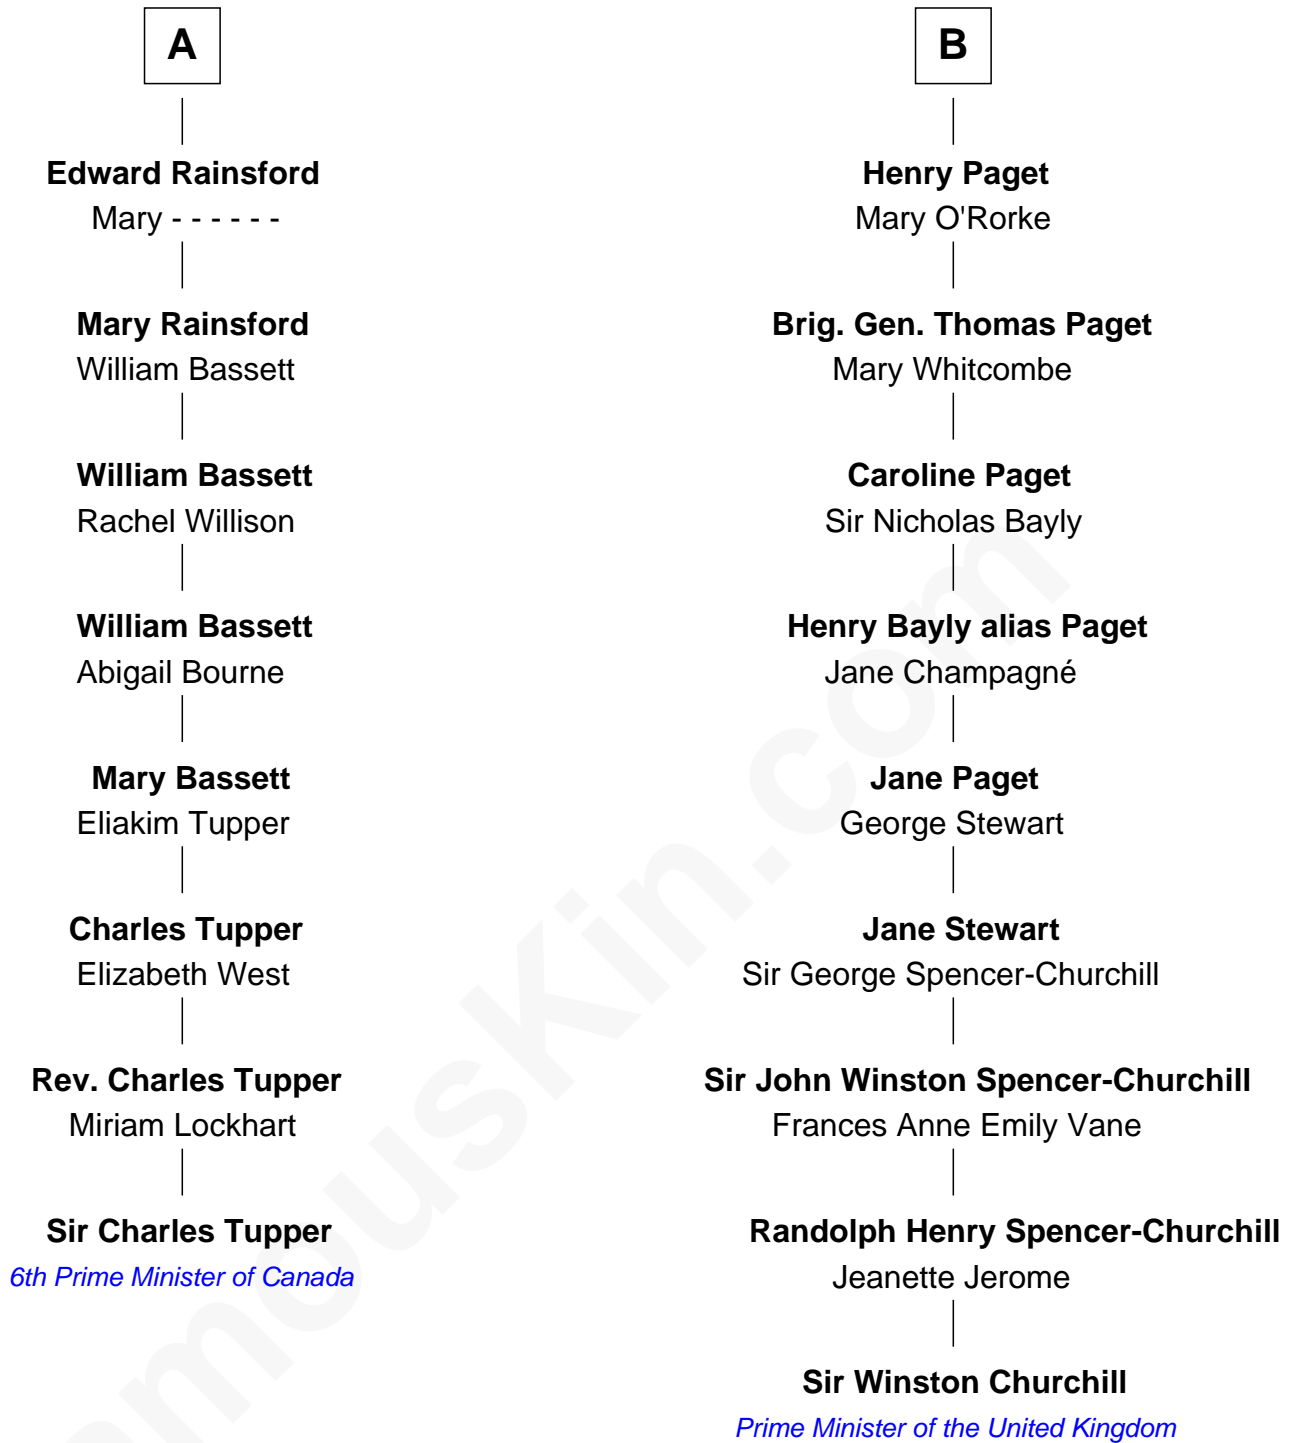 A
Edward Rainsford
Mary - - - - - -
Mary Rainsford
William Bassett
William Bassett
Rachel Willison
William Bassett
Abigail Bourne
Mary Bassett
Eliakim Tupper
Charles Tupper
Elizabeth West
Rev. Charles Tupper
Miriam Lockhart
Sir Charles Tupper
6th Prime Minister of Canada
B
Henry Paget
Mary O'Rorke
Brig. Gen. Thomas Paget
Mary Whitcombe
Caroline Paget
Sir Nicholas Bayly
Henry Bayly alias Paget
Jane Champagné
Jane Paget
George Stewart
Jane Stewart
Sir George Spencer-Churchill
Sir John Winston Spencer-Churchill
Frances Anne Emily Vane
Randolph Henry Spencer-Churchill
Jeanette Jerome
Sir Winston Churchill
Prime Minister of the United Kingdom
amouskin.com